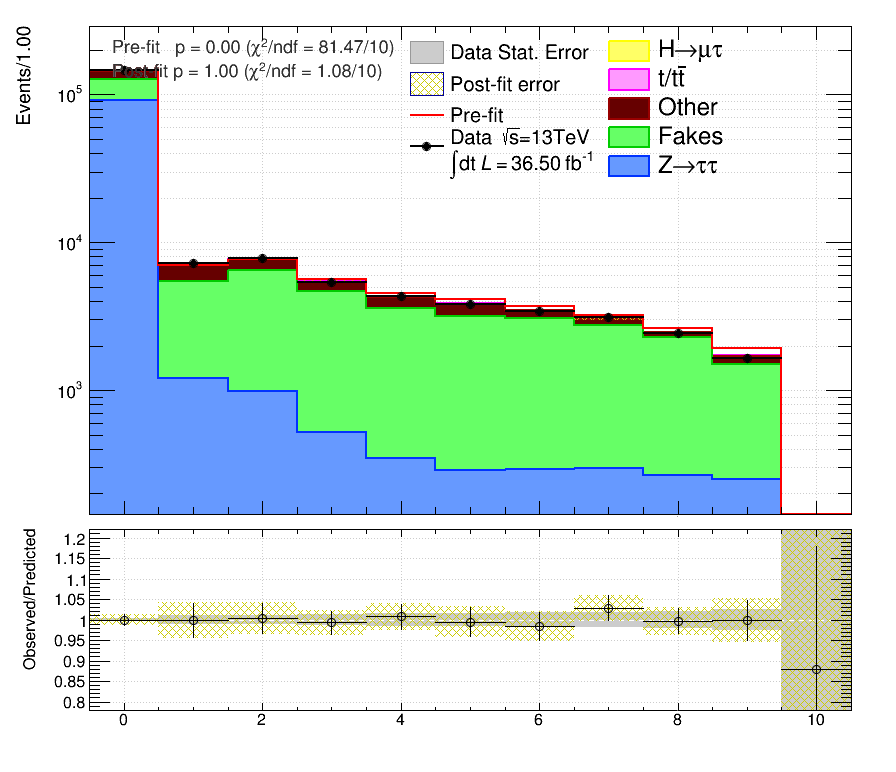 Events/1.00
Pre-fit p = 0.00 (χ²/ndf = 81.47/10)
Post-fit p = 1.00 (χ²/ndf = 1.08/10)
Data Stat. Error
Post-fit error
Pre-fit
Data √s=13TeV
∫dt L = 36.50 fb⁻¹
H→μτ
t/tt̄
Other
Fakes
Z→ττ
10⁵
10⁴
10³
Observed/Predicted
1.2
1.15
1.1
1.05
1
0.95
0.9
0.85
0.8
0 2 4 6 8 10